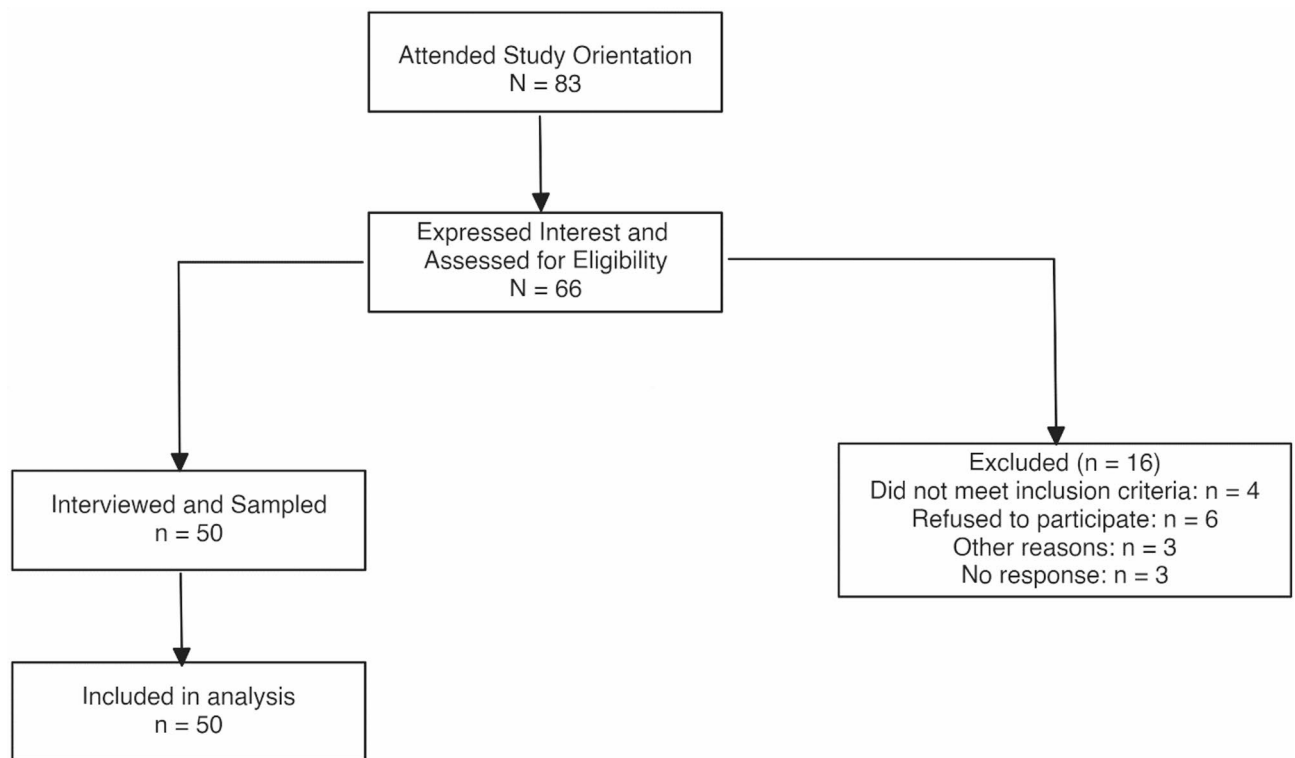 Attended Study Orientation
N = 83
Expressed Interest and
Assessed for Eligibility
N = 66
Interviewed and Sampled
n = 50
Excluded (n = 16)
Did not meet inclusion criteria: n = 4
Refused to participate: n = 6
Other reasons: n = 3
No response: n = 3
Included in analysis
n = 50